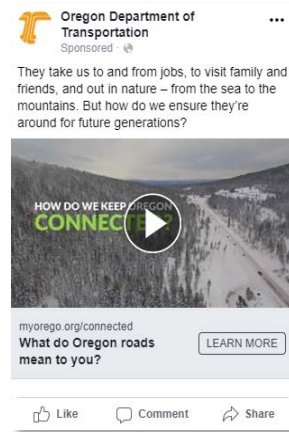 Oregon Department of
Transportation
Sponsored ·
They take us to and from jobs, to visit family and
friends, and out in nature – from the sea to the
mountains. But how do we ensure they're
around for future generations?
HOW DO WE KEEP OREGON
CONNECTED?
myorego.org/connected
What do Oregon roads
mean to you?
LEARN MORE
Like Comment Share